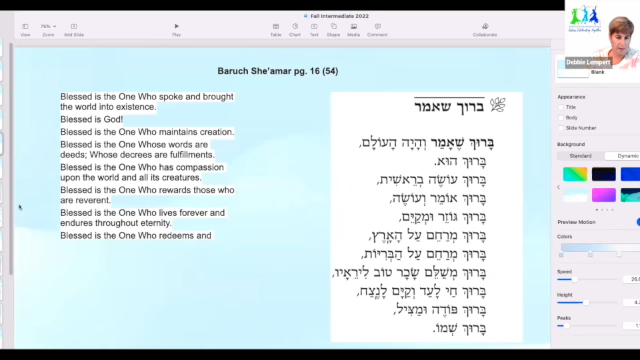 Fall Intermediate 2022
76%
View
Zoom
Add Slide
Play
Table
Chart
Text
Shape
Media
Comment
Collaborate
Debbie Lempert
Blank
Appearance
Title
Body
Slide Number
Background
Standard
Dynamic
Preview Motion
Colors
Speed
Height
Peaks
Baruch She'amar pg. 16 (54)
Blessed is the One Who spoke and brought
the world into existence.
Blessed is God!
Blessed is the One Who maintains creation.
Blessed is the One Whose words are
deeds; Whose decrees are fulfillments.
Blessed is the One Who has compassion
upon the world and all its creatures.
Blessed is the One Who rewards those who
are reverent.
Blessed is the One Who lives forever and
endures throughout eternity.
Blessed is the One Who redeems and
ברוך שאמר
בָּרוּךְ שֶׁאָמַר וְהָיָה הָעוֹלָם,
בָּרוּךְ הוּא.
בָּרוּךְ עוֹשֶׂה בְרֵאשִׁית,
בָּרוּךְ אוֹמֵר וְעוֹשֶׂה,
בָּרוּךְ גּוֹזֵר וּמְקַיֵּם,
בָּרוּךְ מְרַחֵם עַל הָאָרֶץ,
בָּרוּךְ מְרַחֵם עַל הַבְּרִיּוֹת,
בָּרוּךְ מְשַׁלֵּם שָׂכָר טוֹב לִירֵאָיו,
בָּרוּךְ חַי לָעַד וְקַיָּם לָנֶצַח,
בָּרוּךְ פּוֹדֶה וּמַצִּיל,
בָּרוּךְ שְׁמוֹ.